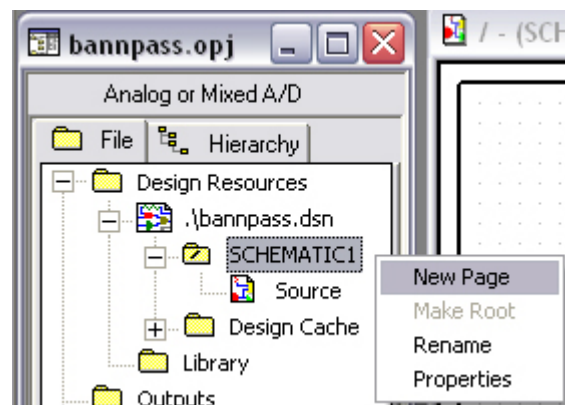 bannpass.opj
/ - (SCH
Analog or Mixed A/D
File Hierarchy
Design Resources
.\bannpass.dsn
SCHEMATIC1
Source
Design Cache
Library
Outputs
New Page
Make Root
Rename
Properties